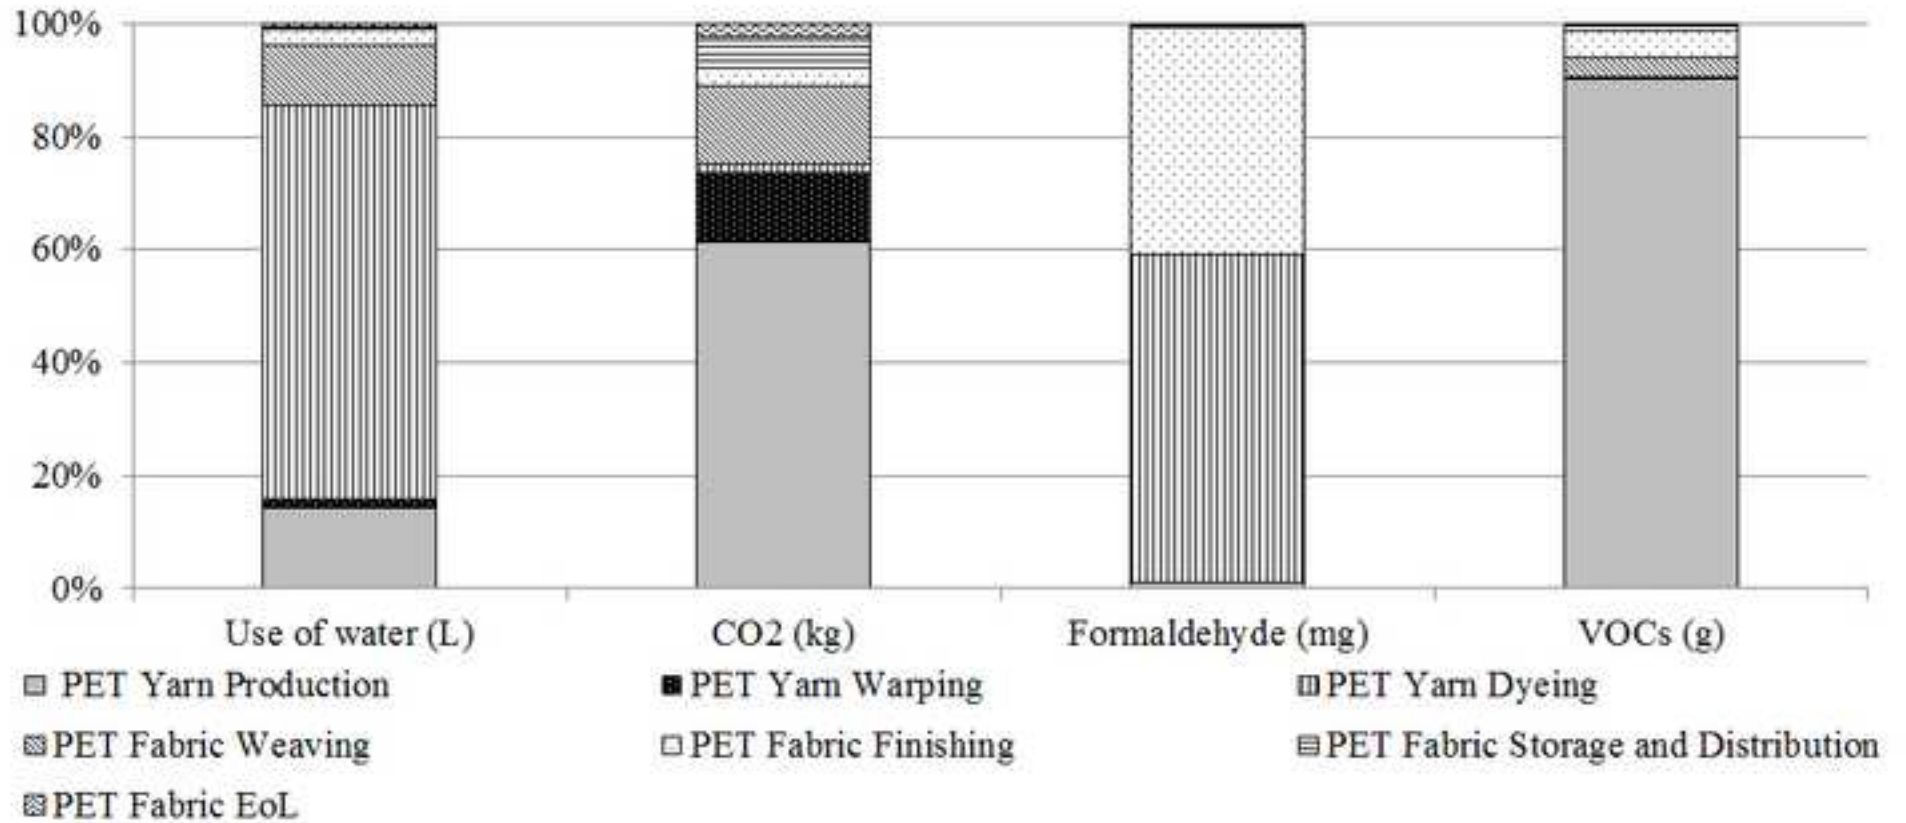 100%
80%
60%
40%
20%
0%
Use of water (L) CO2 (kg) Formaldehyde (mg) VOCs (g)
PET Yarn Production PET Yarn Warping PET Yarn Dyeing
PET Fabric Weaving PET Fabric Finishing PET Fabric Storage and Distribution
PET Fabric EoL